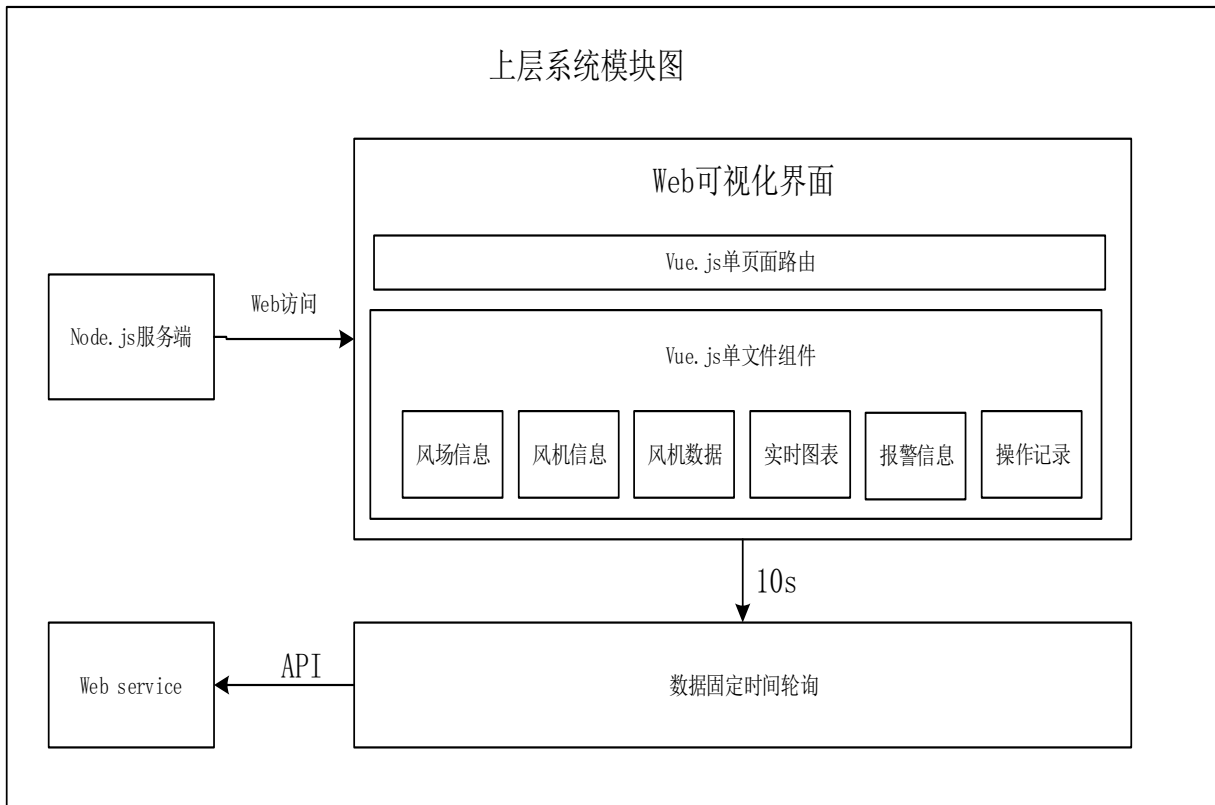 上层系统模块图
Web可视化界面
Vue.js单页面路由
Web访问
Node.js服务端
Vue.js单文件组件
风场信息
风机信息
风机数据
实时图表
报警信息
操作记录
10s
API
Web service
数据固定时间轮询